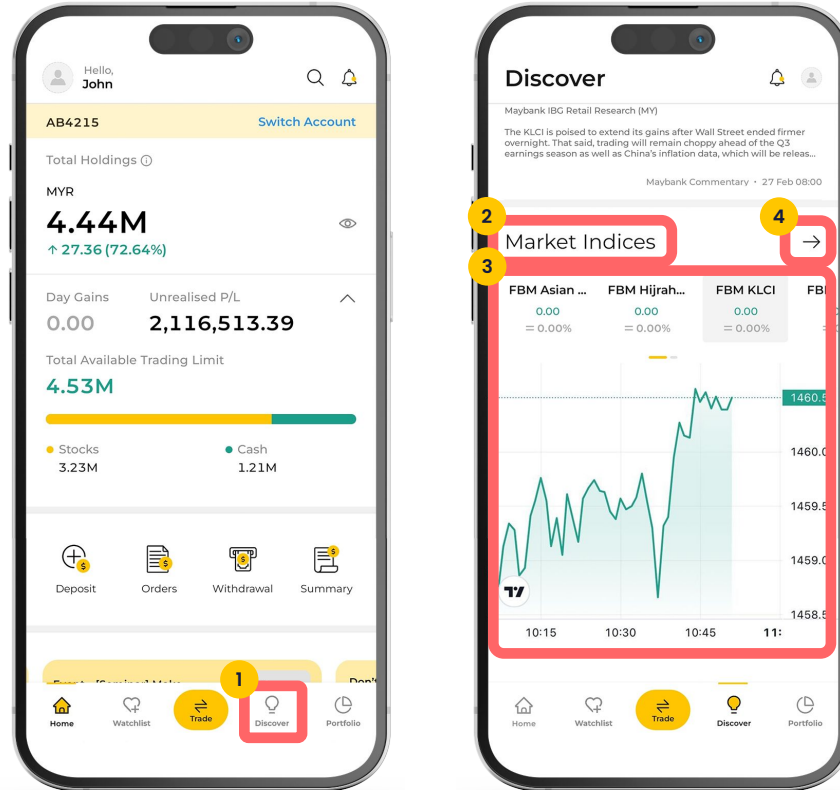 Hello,
John
AB4215
Switch Account
Total Holdings
MYR
4.44M
↑ 27.36 (72.64%)
Day Gains
Unrealised P/L
0.00
2,116,513.39
Total Available Trading Limit
4.53M
Stocks
Cash
3.23M
1.21M
Deposit
Orders
Withdrawal
Summary
Don't
1
Home
Watchlist
Trade
Discover
Portfolio
Discover
Maybank IBG Retail Research (MY)
The KLCI is poised to extend its gains after Wall Street ended firmer
overnight. That said, trading will remain choppy ahead of the Q3
earnings season as well as China's inflation data, which will be releas...
Maybank Commentary • 27 Feb 08:00
2
4
Market Indices
→
3
FBM Asian ...
FBM Hijrah...
FBM KLCI
FB
0.00
0.00
0.00
= 0.00%
= 0.00%
= 0.00%
1460.5
1460.0
1459.5
1459.0
1458.5
10:15
10:30
10:45
11:
Home
Watchlist
Trade
Discover
Portfolio